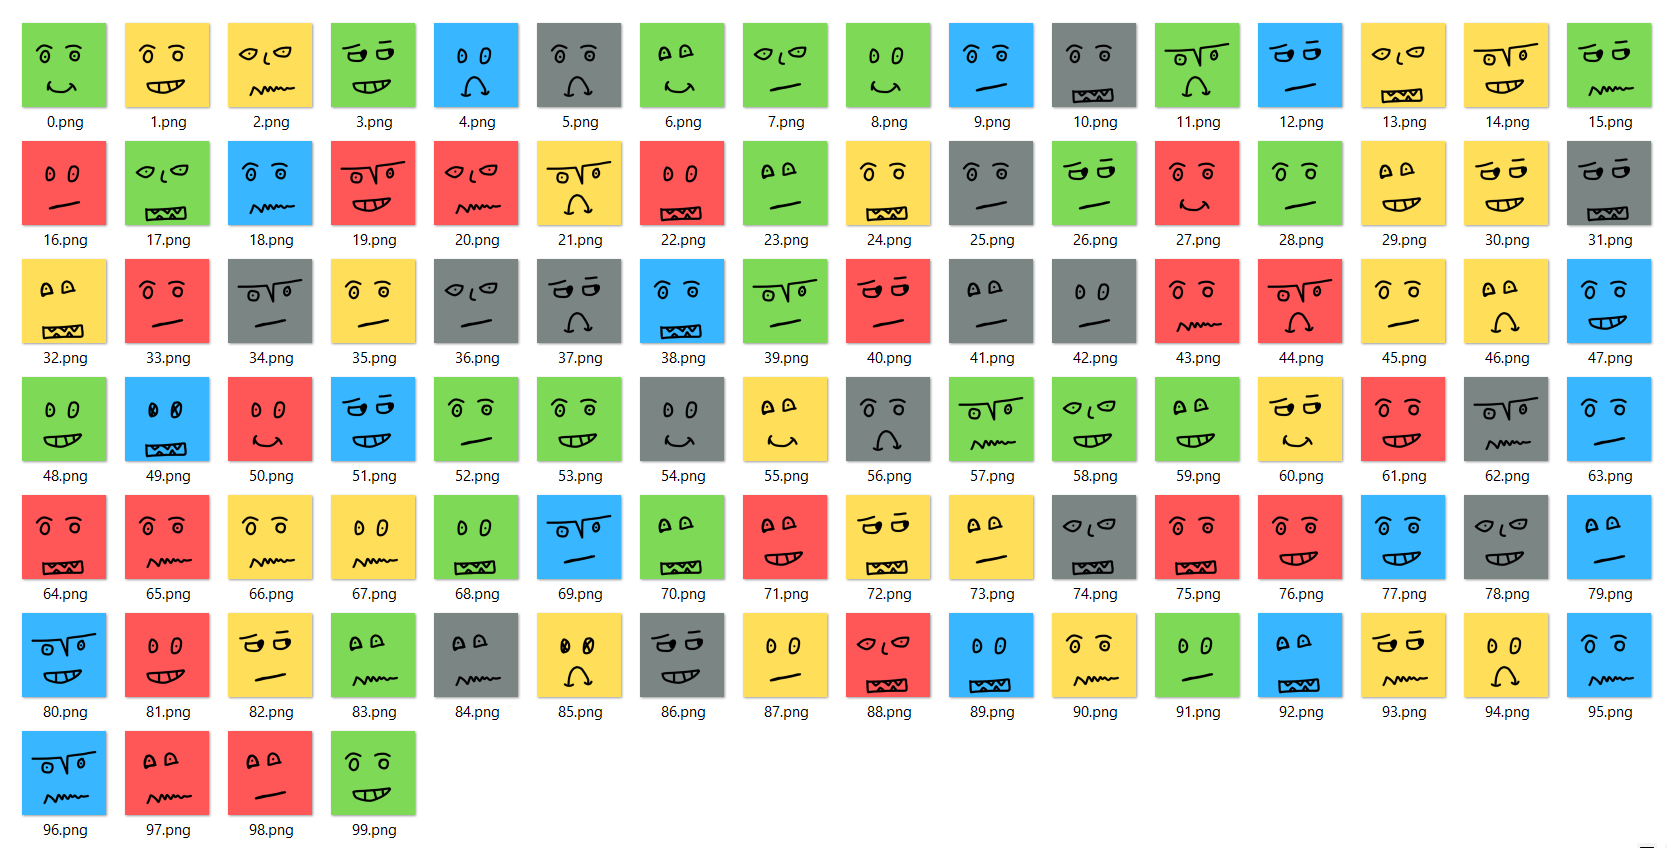 0.png 1.png 2.png 3.png 4.png 5.png 6.png 7.png 8.png 9.png 10.png 11.png 12.png 13.png 14.png 15.png
16.png 17.png 18.png 19.png 20.png 21.png 22.png 23.png 24.png 25.png 26.png 27.png 28.png 29.png 30.png 31.png
32.png 33.png 34.png 35.png 36.png 37.png 38.png 39.png 40.png 41.png 42.png 43.png 44.png 45.png 46.png 47.png
48.png 49.png 50.png 51.png 52.png 53.png 54.png 55.png 56.png 57.png 58.png 59.png 60.png 61.png 62.png 63.png
64.png 65.png 66.png 67.png 68.png 69.png 70.png 71.png 72.png 73.png 74.png 75.png 76.png 77.png 78.png 79.png
80.png 81.png 82.png 83.png 84.png 85.png 86.png 87.png 88.png 89.png 90.png 91.png 92.png 93.png 94.png 95.png
96.png 97.png 98.png 99.png